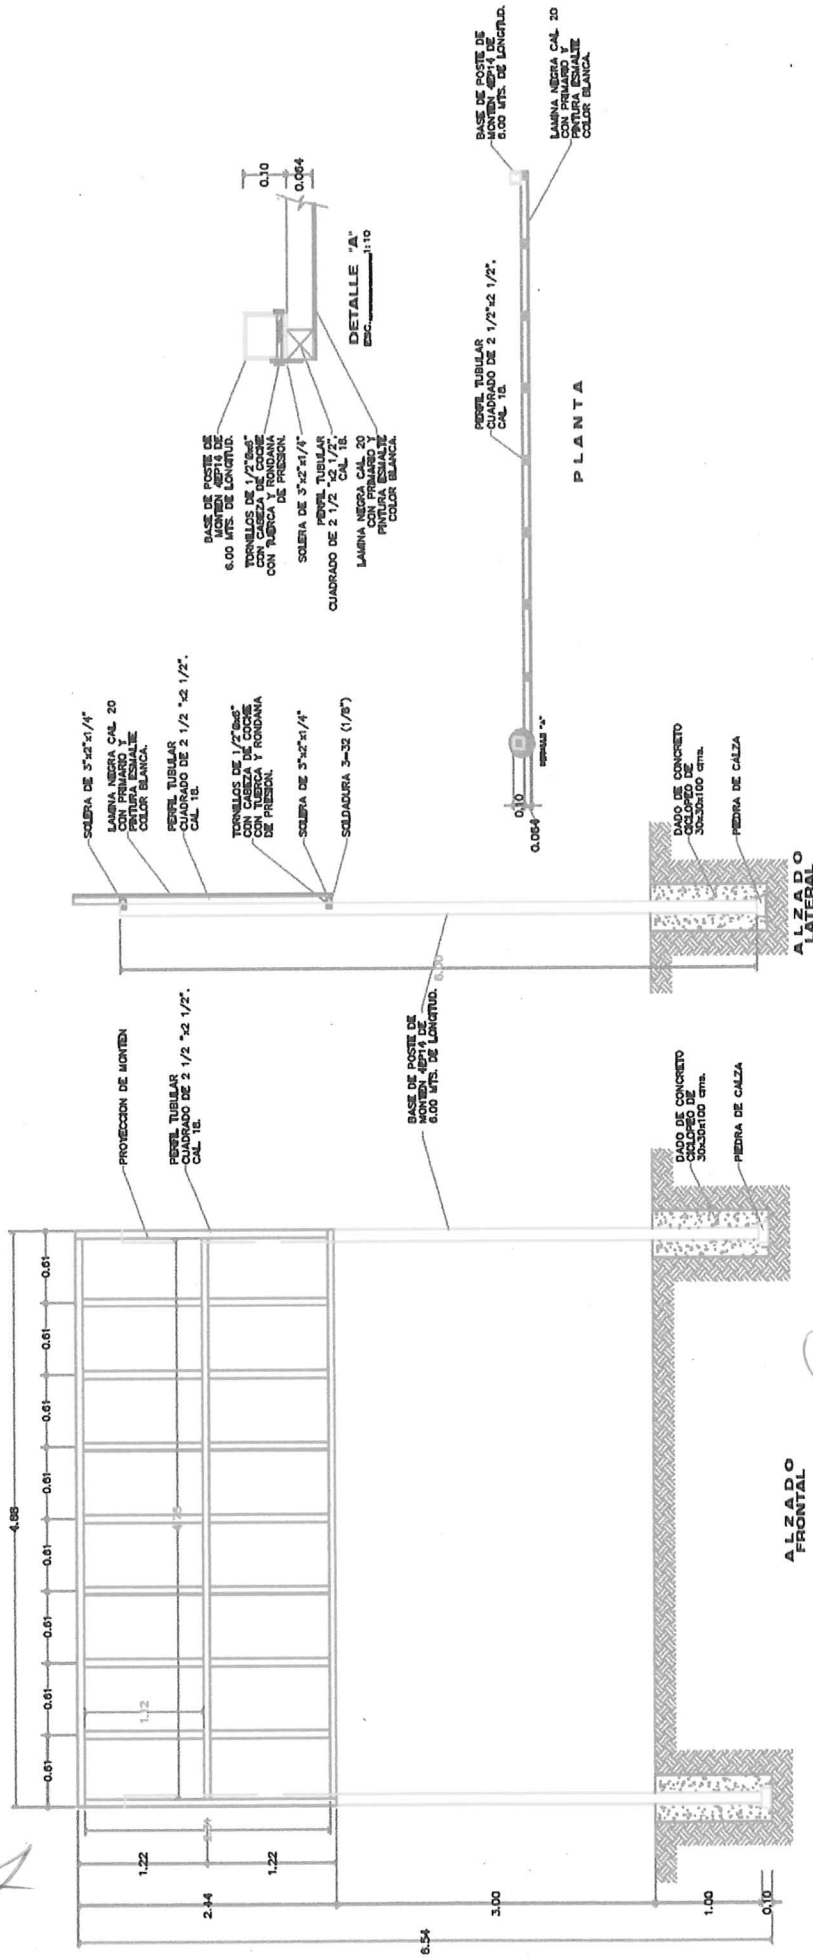 4.88
0.61
0.61
0.61
0.61
0.61
0.61
0.61
0.61
1.12
1.22
1.22
2.44
3.00
1.00
0.10
6.54
PROYECCION DE MONTEN
PERFIL TUBULAR
CUADRADO DE 2 1/2 "x2 1/2".
CAL. 18.
BASE DE POSTE DE
MONTEN 4EP14 DE
6.00 MTS. DE LONGITUD.
DADO DE CONCRETO
CICLOPEO DE
30x30x100 cms.
PIEDRA DE CALZA
ALZADO
FRONTAL
SOLERA DE 3"x2"x1/4"
LAMINA NEGRA CAL. 20
CON PRIMARIO Y
PINTURA ESMALTE
COLOR BLANCA.
PERFIL TUBULAR
CUADRADO DE 2 1/2 "x2 1/2".
CAL. 18.
TORNILLOS DE 1/2"Øx6"
CON CABEZA DE COCHE
CON TUERCA Y RONDANA
DE PRESION.
SOLERA DE 3"x2"x1/4"
SOLDADURA 3-32 (1/8")
6.00
DADO DE CONCRETO
CICLOPEO DE
30x30x100 cms.
PIEDRA DE CALZA
ALZADO
LATERAL
BASE DE POSTE DE
MONTEN 4EP14 DE
6.00 MTS. DE LONGITUD.
TORNILLOS DE 1/2"Øx6"
CON CABEZA DE COCHE
CON TUERCA Y RONDANA
DE PRESION.
SOLERA DE 3"x2"x1/4"
PERFIL TUBULAR
CUADRADO DE 2 1/2 "x2 1/2".
CAL. 18.
LAMINA NEGRA CAL. 20
CON PRIMARIO Y
PINTURA ESMALTE
COLOR BLANCA.
0.10
0.064
DETALLE "A"
ESC. 1:10
PERFIL TUBULAR
CUADRADO DE 2 1/2"x2 1/2".
CAL. 18.
BASE DE POSTE DE
MONTEN 4EP14 DE
6.00 MTS. DE LONGITUD.
LAMINA NEGRA CAL. 20
CON PRIMARIO Y
PINTURA ESMALTE
COLOR BLANCA.
0.10
0.064
DETALLE "A"
PLANTA